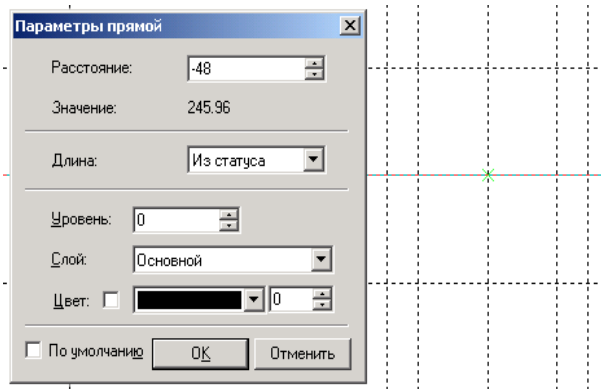 Параметры прямой
Расстояние: -48
Значение: 245.96
Длина: Из статуса
Уровень: 0
Слой: Основной
Цвет: 0
По умолчанию OK Отменить